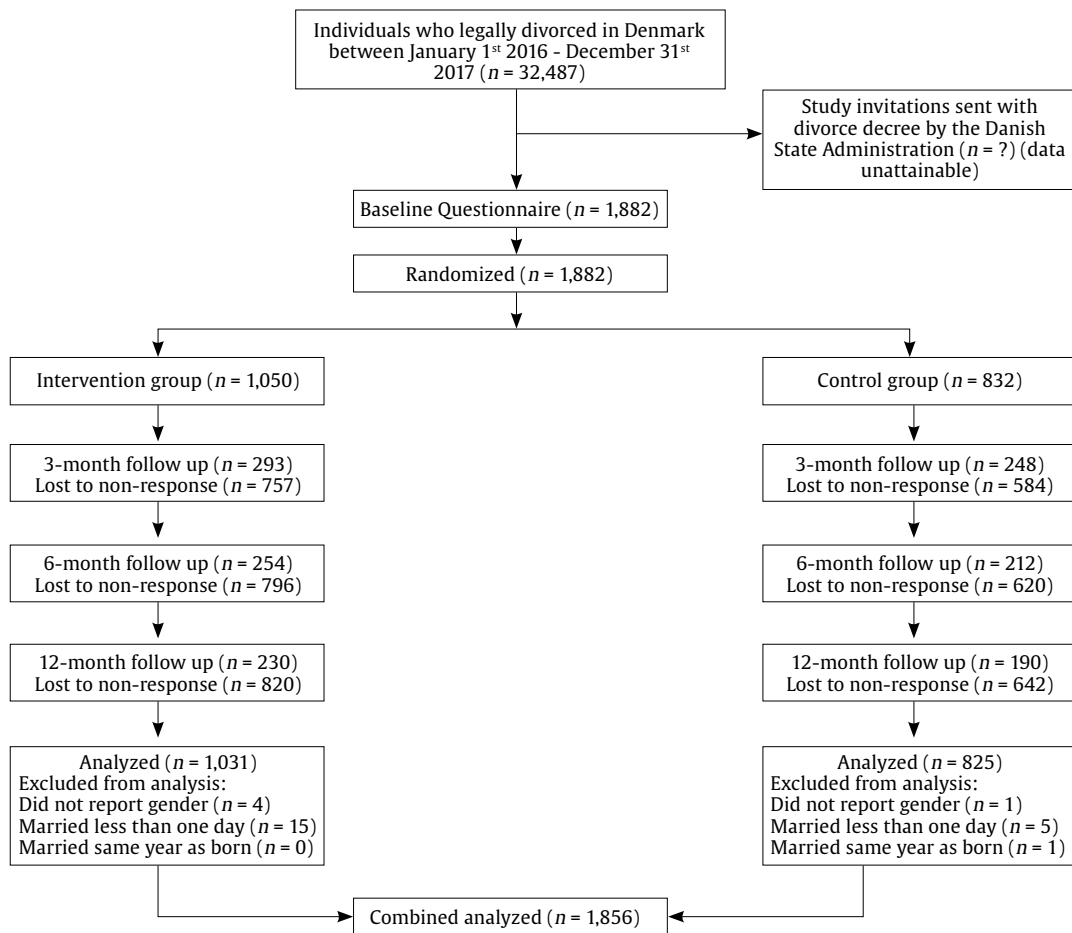 Individuals who legally divorced in Denmark
between January 1st 2016 - December 31st
2017 (n = 32,487)
Study invitations sent with
divorce decree by the Danish
State Administration (n = ?) (data
unattainable)
Baseline Questionnaire (n = 1,882)
Randomized (n = 1,882)
Intervention group (n = 1,050)
3-month follow up (n = 293)
Lost to non-response (n = 757)
6-month follow up (n = 254)
Lost to non-response (n = 796)
12-month follow up (n = 230)
Lost to non-response (n = 820)
Analyzed (n = 1,031)
Excluded from analysis:
Did not report gender (n = 4)
Married less than one day (n = 15)
Married same year as born (n = 0)
Control group (n = 832)
3-month follow up (n = 248)
Lost to non-response (n = 584)
6-month follow up (n = 212)
Lost to non-response (n = 620)
12-month follow up (n = 190)
Lost to non-response (n = 642)
Analyzed (n = 825)
Excluded from analysis:
Did not report gender (n = 1)
Married less than one day (n = 5)
Married same year as born (n = 1)
Combined analyzed (n = 1,856)